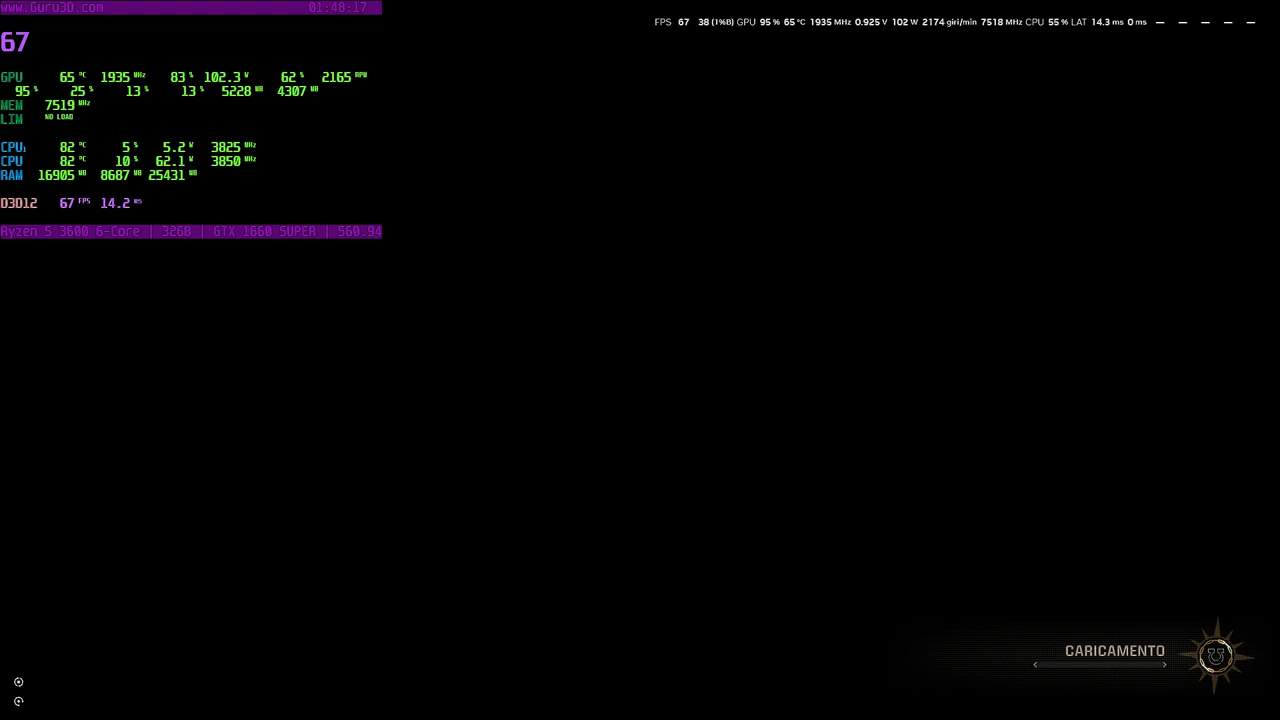 www.Guru3D.com 01:48:17
FPS 67 38 (1%B) GPU 95 % 65 °C 1935 MHz 0.925 V 102 W 2174 giri/min 7518 MHz CPU 55 % LAT 14.3 ms 0 ms — — — — —
67
GPU 65 °C 1935 MHz 83 % 102.3 W 62 % 2165 RPM
95 % 25 % 13 % 13 % 5228 MB 4307 MB
MEM 7519 MHz
LIM NO LOAD
CPU1 82 °C 5 % 5.2 W 3825 MHz
CPU 82 °C 10 % 62.1 W 3850 MHz
RAM 16905 MB 8687 MB 25431 MB
D3D12 67 FPS 14.2 ms
Ryzen 5 3600 6-Core | 32GB | GTX 1660 SUPER | 560.94
CARICAMENTO